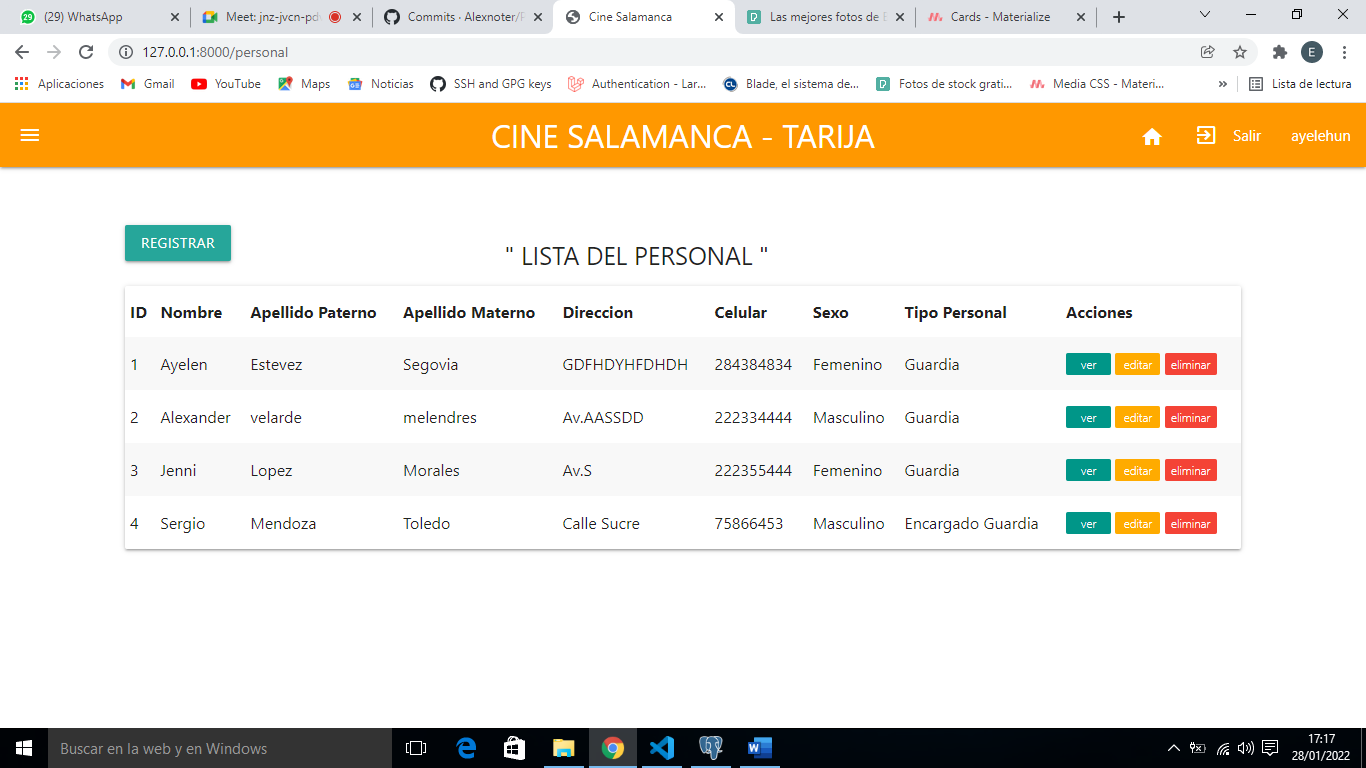 (29) WhatsApp
Meet: jnz-jvcn-pd
Commits · Alexnoter/F
Cine Salamanca
Las mejores fotos de E
Cards - Materialize
127.0.0.1:8000/personal
E
Aplicaciones
Gmail
YouTube
Maps
Noticias
SSH and GPG keys
Authentication - Lar...
Blade, el sistema de...
Fotos de stock grati...
Media CSS - Materi...
»
Lista de lectura
CINE SALAMANCA - TARIJA
Salir
ayelehun
REGISTRAR
" LISTA DEL PERSONAL "
ID Nombre Apellido Paterno Apellido Materno Direccion Celular Sexo Tipo Personal Acciones
1 Ayelen Estevez Segovia GDFHDYHFDHDH 284384834 Femenino Guardia ver editar eliminar
2 Alexander velarde melendres Av.AASSDD 222334444 Masculino Guardia ver editar eliminar
3 Jenni Lopez Morales Av.S 222355444 Femenino Guardia ver editar eliminar
4 Sergio Mendoza Toledo Calle Sucre 75866453 Masculino Encargado Guardia ver editar eliminar
Buscar en la web y en Windows
17:17
28/01/2022